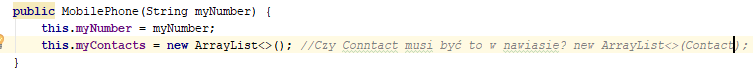 public MobilePhone(String myNumber) {
this.myNumber = myNumber;
this.myContacts = new ArrayList<>(); //Czy Conntact musi być to w nawiasie? new ArrayList<>(Contact);
}